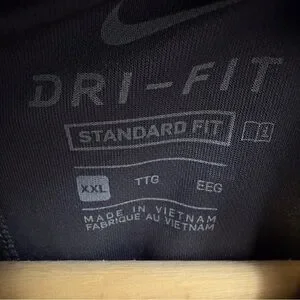 DRI-FIT
STANDARD FIT
XXL TTG EEG
MADE IN VIETNAM
FABRIQUÉ AU VIETNAM